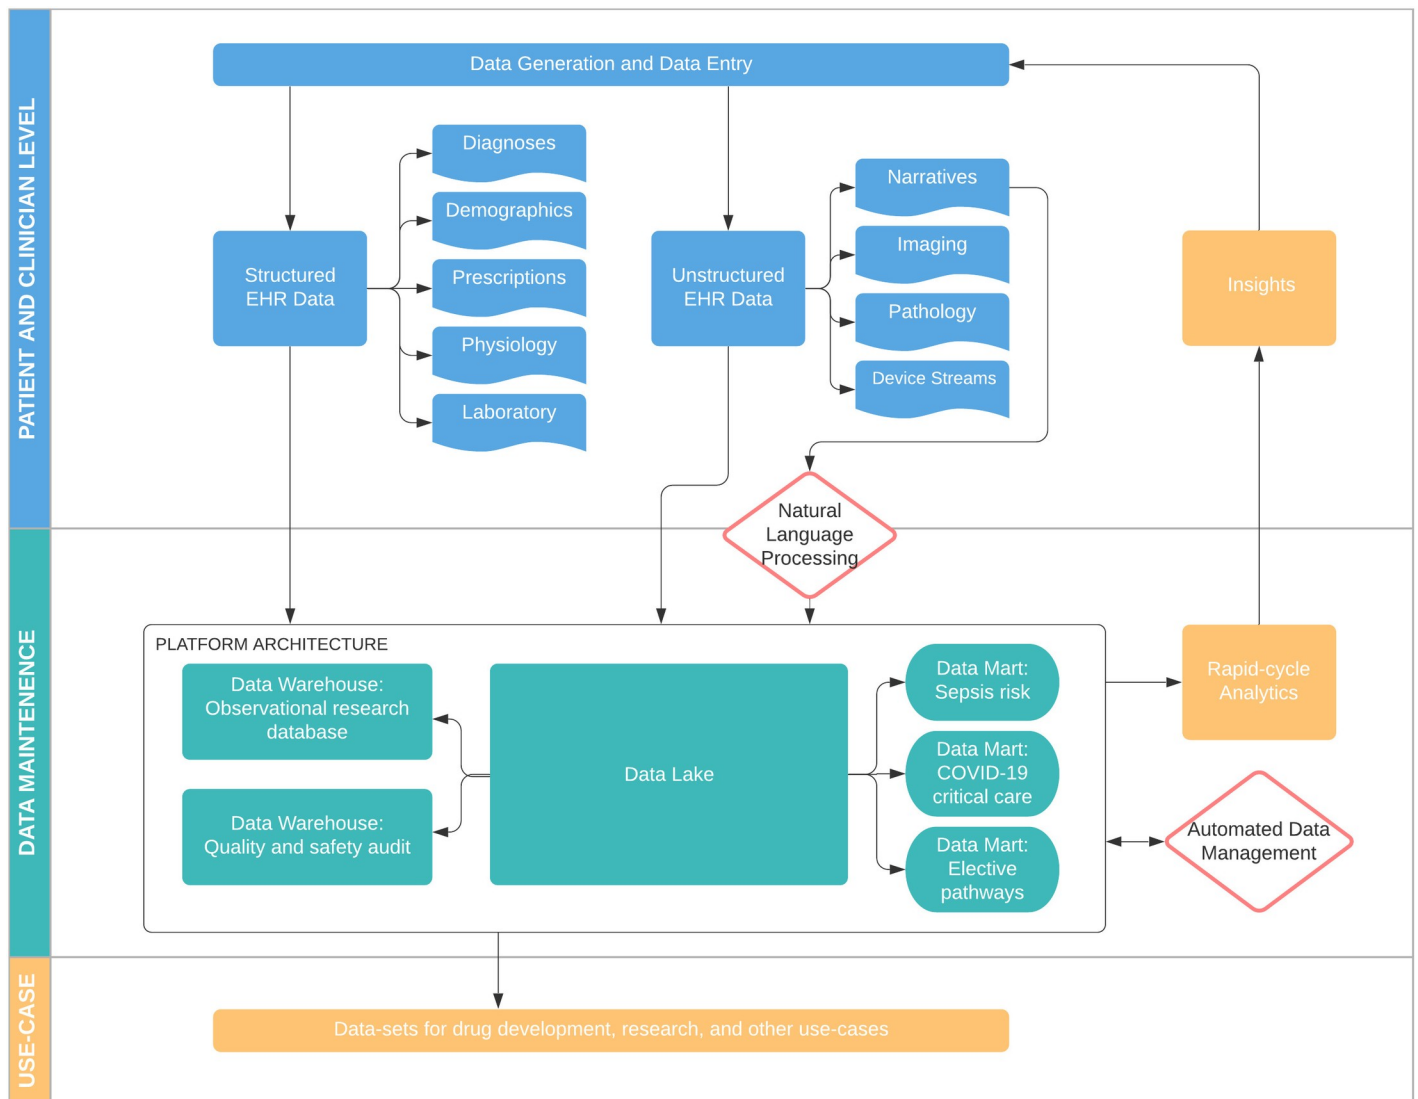 PATIENT AND CLINICIAN LEVEL
Data Generation and Data Entry
Structured
EHR Data
Diagnoses
Demographics
Prescriptions
Physiology
Laboratory
Unstructured
EHR Data
Narratives
Imaging
Pathology
Device Streams
Insights
Natural
Language
Processing
DATA MAINTENENCE
PLATFORM ARCHITECTURE
Data Warehouse:
Observational research
database
Data Warehouse:
Quality and safety audit
Data Lake
Data Mart:
Sepsis risk
Data Mart:
COVID-19
critical care
Data Mart:
Elective
pathways
Rapid-cycle
Analytics
Automated Data
Management
USE-CASE
Data-sets for drug development, research, and other use-cases